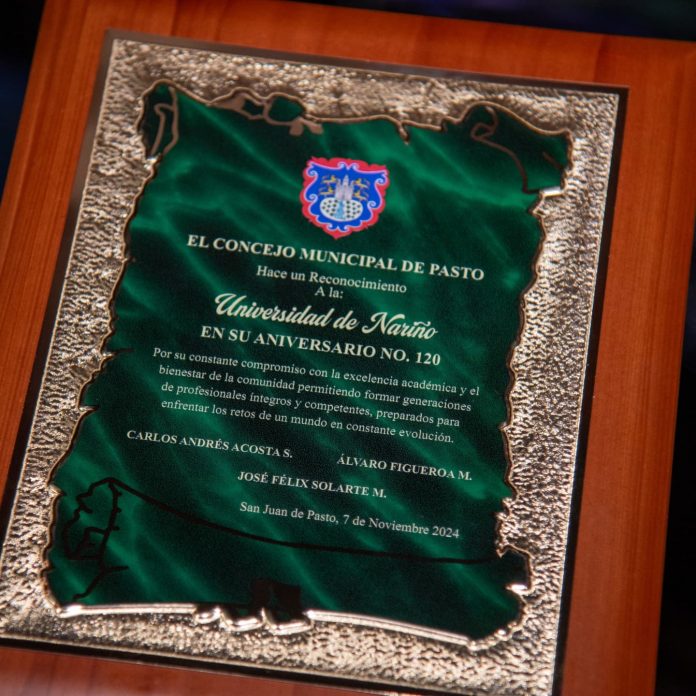 EL CONCEJO MUNICIPAL DE PASTO
Hace un Reconocimiento
A la:
Universidad de Nariño
EN SU ANIVERSARIO NO. 120
Por su constante compromiso con la excelencia académica y el
bienestar de la comunidad permitiendo formar generaciones
de profesionales íntegros y competentes, preparados para
enfrentar los retos de un mundo en constante evolución.
CARLOS ANDRÉS ACOSTA S. ÁLVARO FIGUEROA M.
JOSÉ FÉLIX SOLARTE M.
San Juan de Pasto, 7 de Noviembre 2024